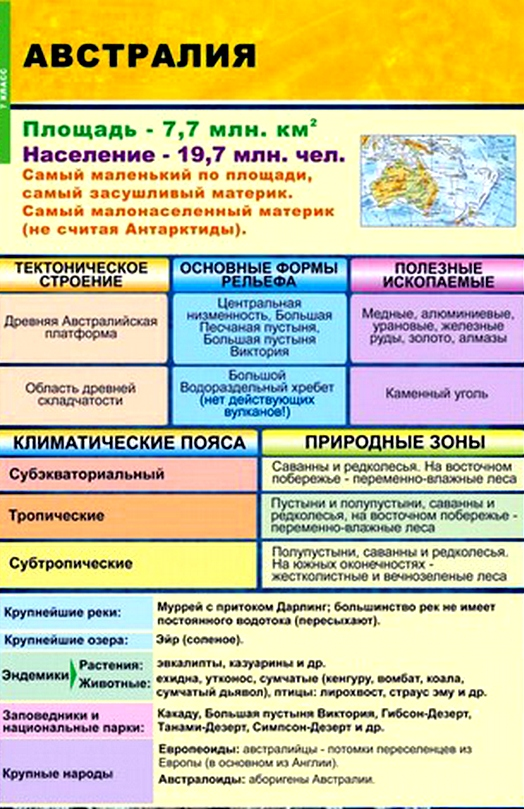 7 КЛАСС
АВСТРАЛИЯ
Площадь - 7,7 млн. км²
Население - 19,7 млн. чел.
Самый маленький по площади,
самый засушливый материк.
Самый малонаселенный материк
(не считая Антарктиды).
ТЕКТОНИЧЕСКОЕ
СТРОЕНИЕ
ОСНОВНЫЕ ФОРМЫ
РЕЛЬЕФА
ПОЛЕЗНЫЕ
ИСКОПАЕМЫЕ
Древняя Австралийская
платформа
Центральная
низменность, Большая
Песчаная пустыня,
Большая пустыня
Виктория
Медные, алюминиевые,
урановые, железные
руды, золото, алмазы
Область древней
складчатости
Большой
Водораздельный хребет
(нет действующих
вулканов!)
Каменный уголь
КЛИМАТИЧЕСКИЕ ПОЯСА
ПРИРОДНЫЕ ЗОНЫ
Субэкваториальный
Саванны и редколесья. На восточном
побережье - переменно-влажные леса
Тропические
Пустыни и полупустыни, саванны и
редколесья, на восточном побережье -
переменно-влажные леса
Субтропические
Полупустыни, саванны и редколесья.
На южных оконечностях -
жестколистные и вечнозеленые леса
Крупнейшие реки:
Муррей с притоком Дарлинг; большинство рек не имеет
постоянного водотока (пересыхают).
Крупнейшие озера:
Эйр (соленое).
Эндемики
Растения:
эвкалипты, казуарины и др.
Животные:
ехидна, утконос, сумчатые (кенгуру, вомбат, коала,
сумчатый дьявол), птицы: лирохвост, страус эму и др.
Заповедники и
национальные парки:
Какаду, Большая пустыня Виктория, Гибсон-Дезерт,
Танами-Дезерт, Симпсон-Дезерт и др.
Крупные народы
Европеоиды: австралийцы - потомки переселенцев из
Европы (в основном из Англии).
Австралоиды: аборигены Австралии.